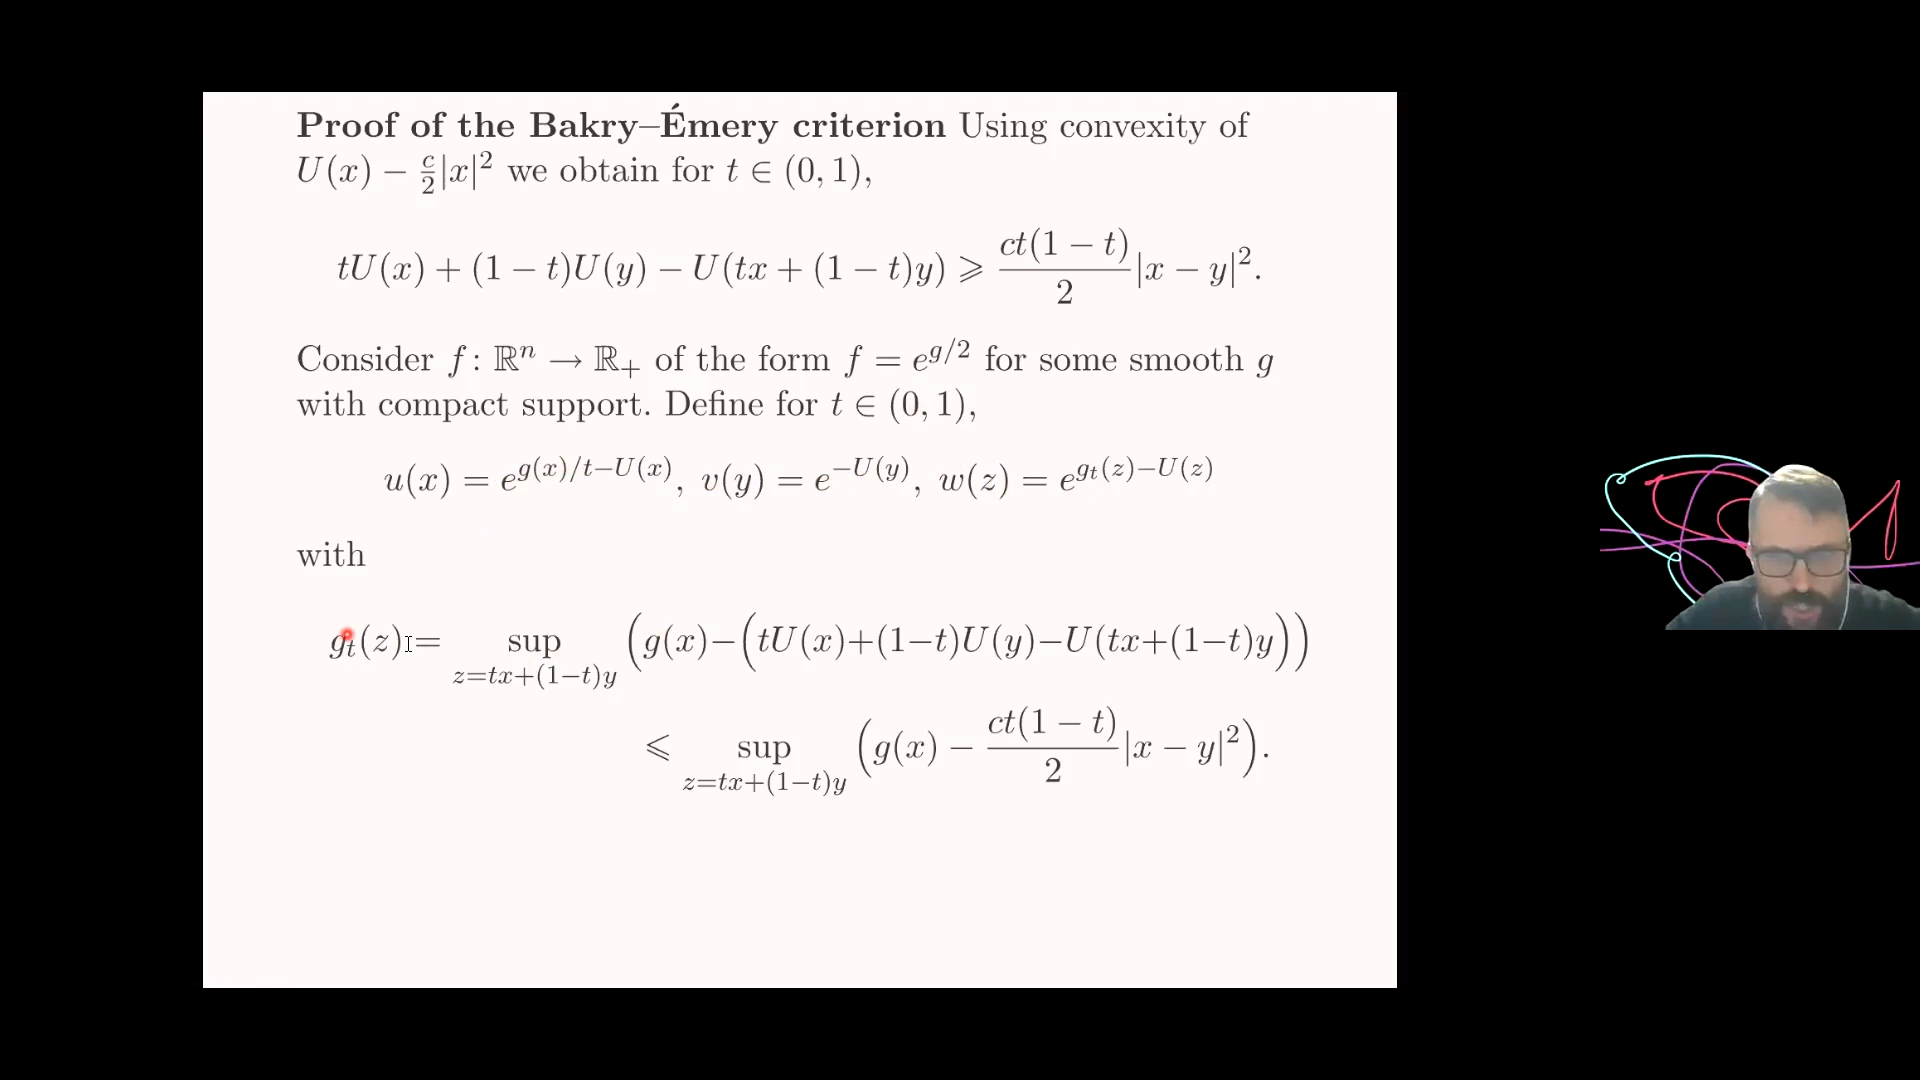 Proof of the Bakry–Émery criterion Using convexity of
U(x) − c/2|x|² we obtain for t ∈ (0, 1),
tU(x) + (1 − t)U(y) − U(tx + (1 − t)y) ⩾ ct(1 − t)/2 |x − y|².
Consider f: ℝⁿ → ℝ₊ of the form f = e^{g/2} for some smooth g
with compact support. Define for t ∈ (0, 1),
u(x) = e^{g(x)/t−U(x)}, v(y) = e^{−U(y)}, w(z) = e^{g_t(z)−U(z)}
with
g_t(z) = sup_{z=tx+(1−t)y} (g(x)−(tU(x)+(1−t)U(y)−U(tx+(1−t)y))
⩽ sup_{z=tx+(1−t)y} (g(x) − ct(1 − t)/2 |x − y|²).